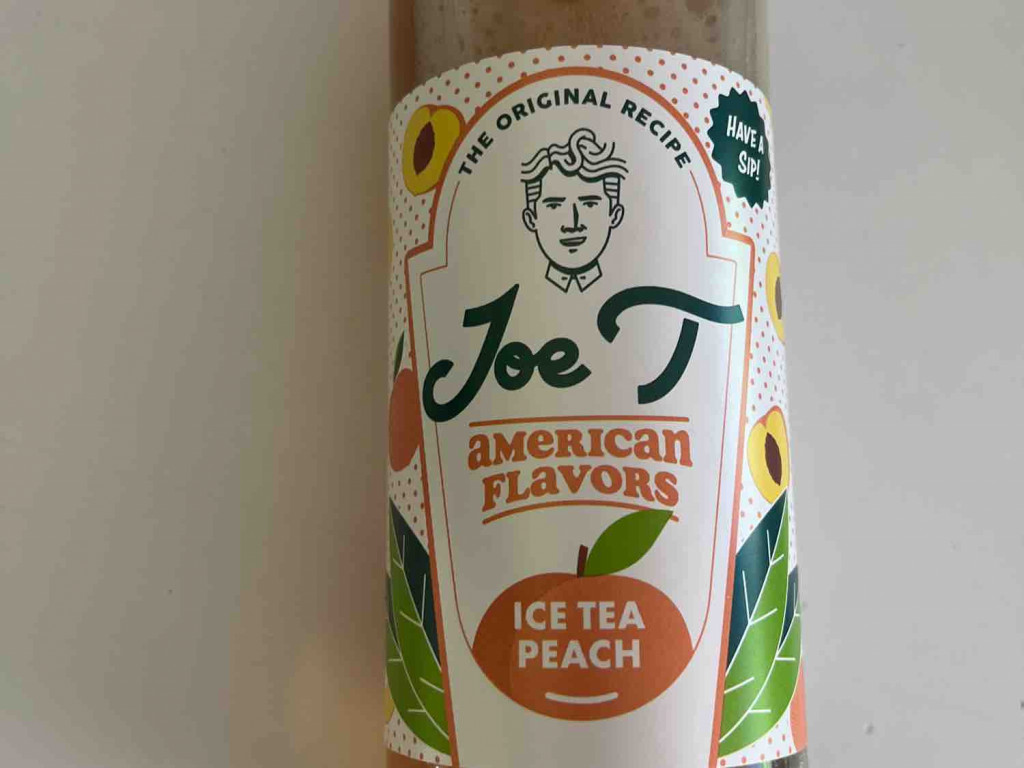 THE ORIGINAL RECIPE
HAVE A
SIP!
Joe T
AMERICAN
FLAVORS
ICE TEA
PEACH